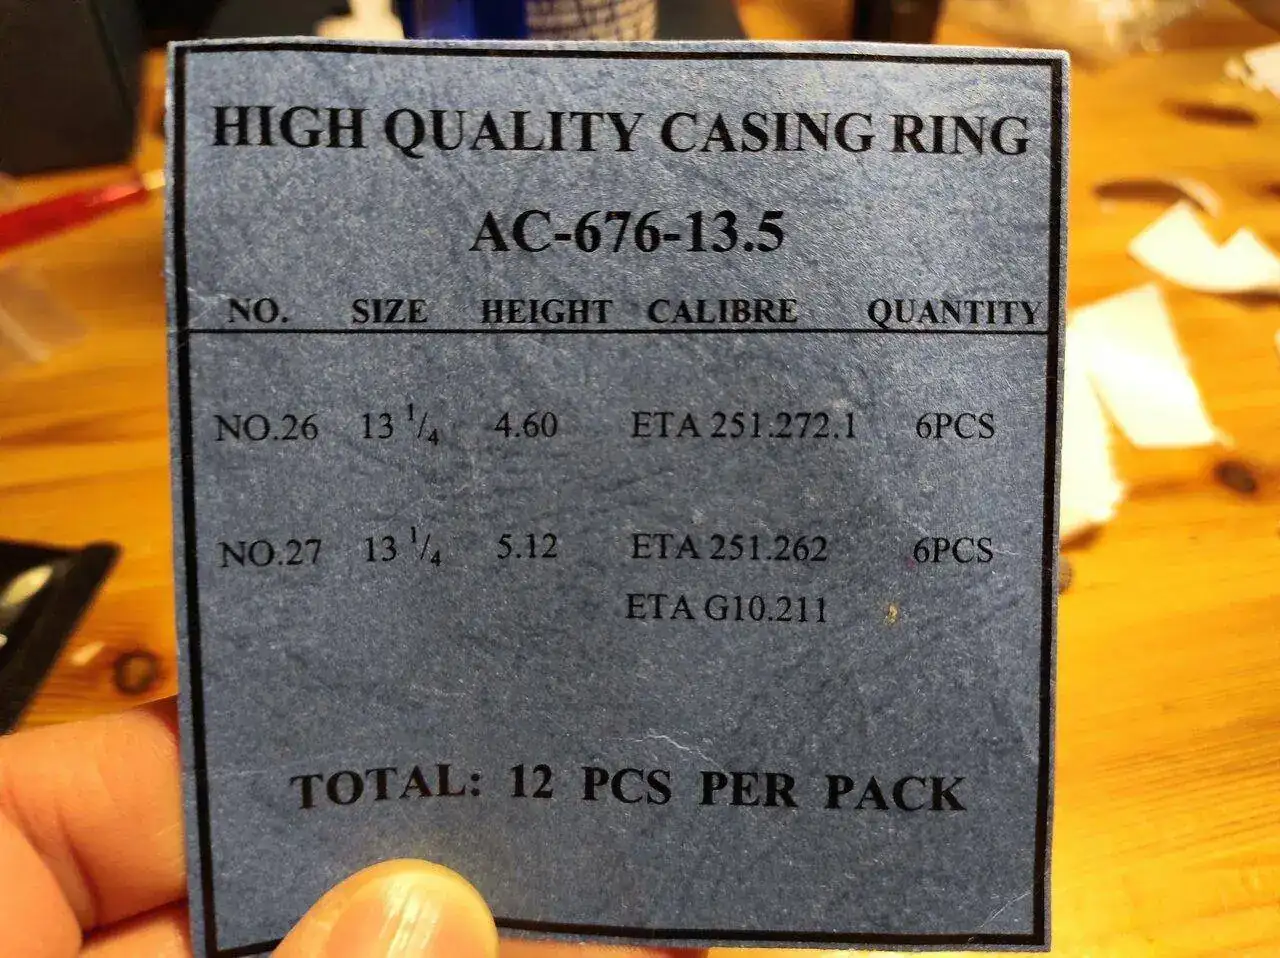 HIGH QUALITY CASING RING
AC-676-13.5
NO. SIZE HEIGHT CALIBRE QUANTITY
NO.26 13 1/4 4.60 ETA 251.272.1 6PCS
NO.27 13 1/4 5.12 ETA 251.262 6PCS
ETA G10.211
TOTAL: 12 PCS PER PACK